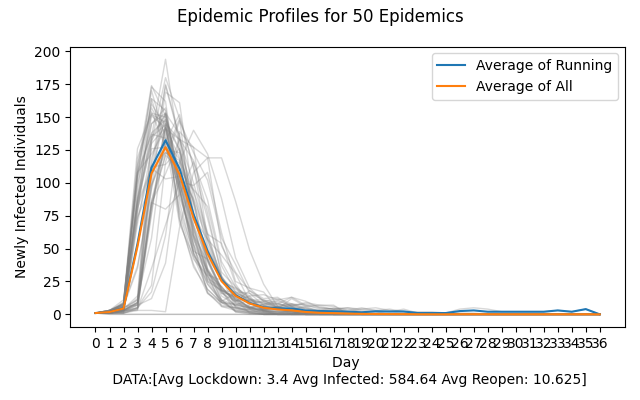 Epidemic Profiles for 50 Epidemics
200
175
150
125
100
75
50
25
0
Newly Infected Individuals
Average of Running
Average of All
0 1 2 3 4 5 6 7 8 9 10 11 12 13 14 15 16 17 18 19 20 21 22 23 24 25 26 27 28 29 30 31 32 33 34 35 36
Day
DATA:[Avg Lockdown: 3.4 Avg Infected: 584.64 Avg Reopen: 10.625]